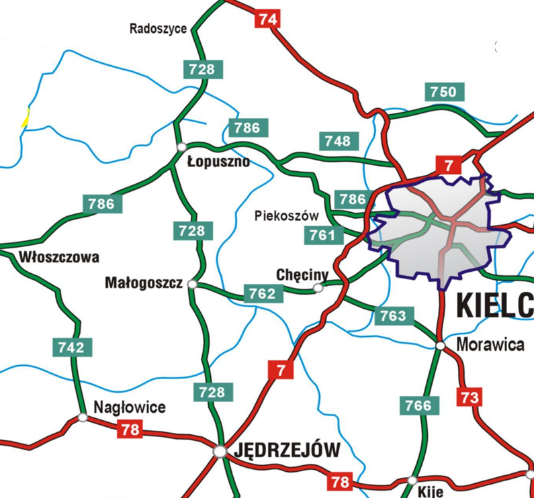 74
Radoszyce
728
750
786
748
7
Łopuszno
786
786
Piekoszów
728
761
Włoszczowa
Chęciny
Małogoszcz
762
KIELC
763
742
Morawica
7
728
73
766
Nagłowice
78
JĘDRZEJÓW
78
Kije